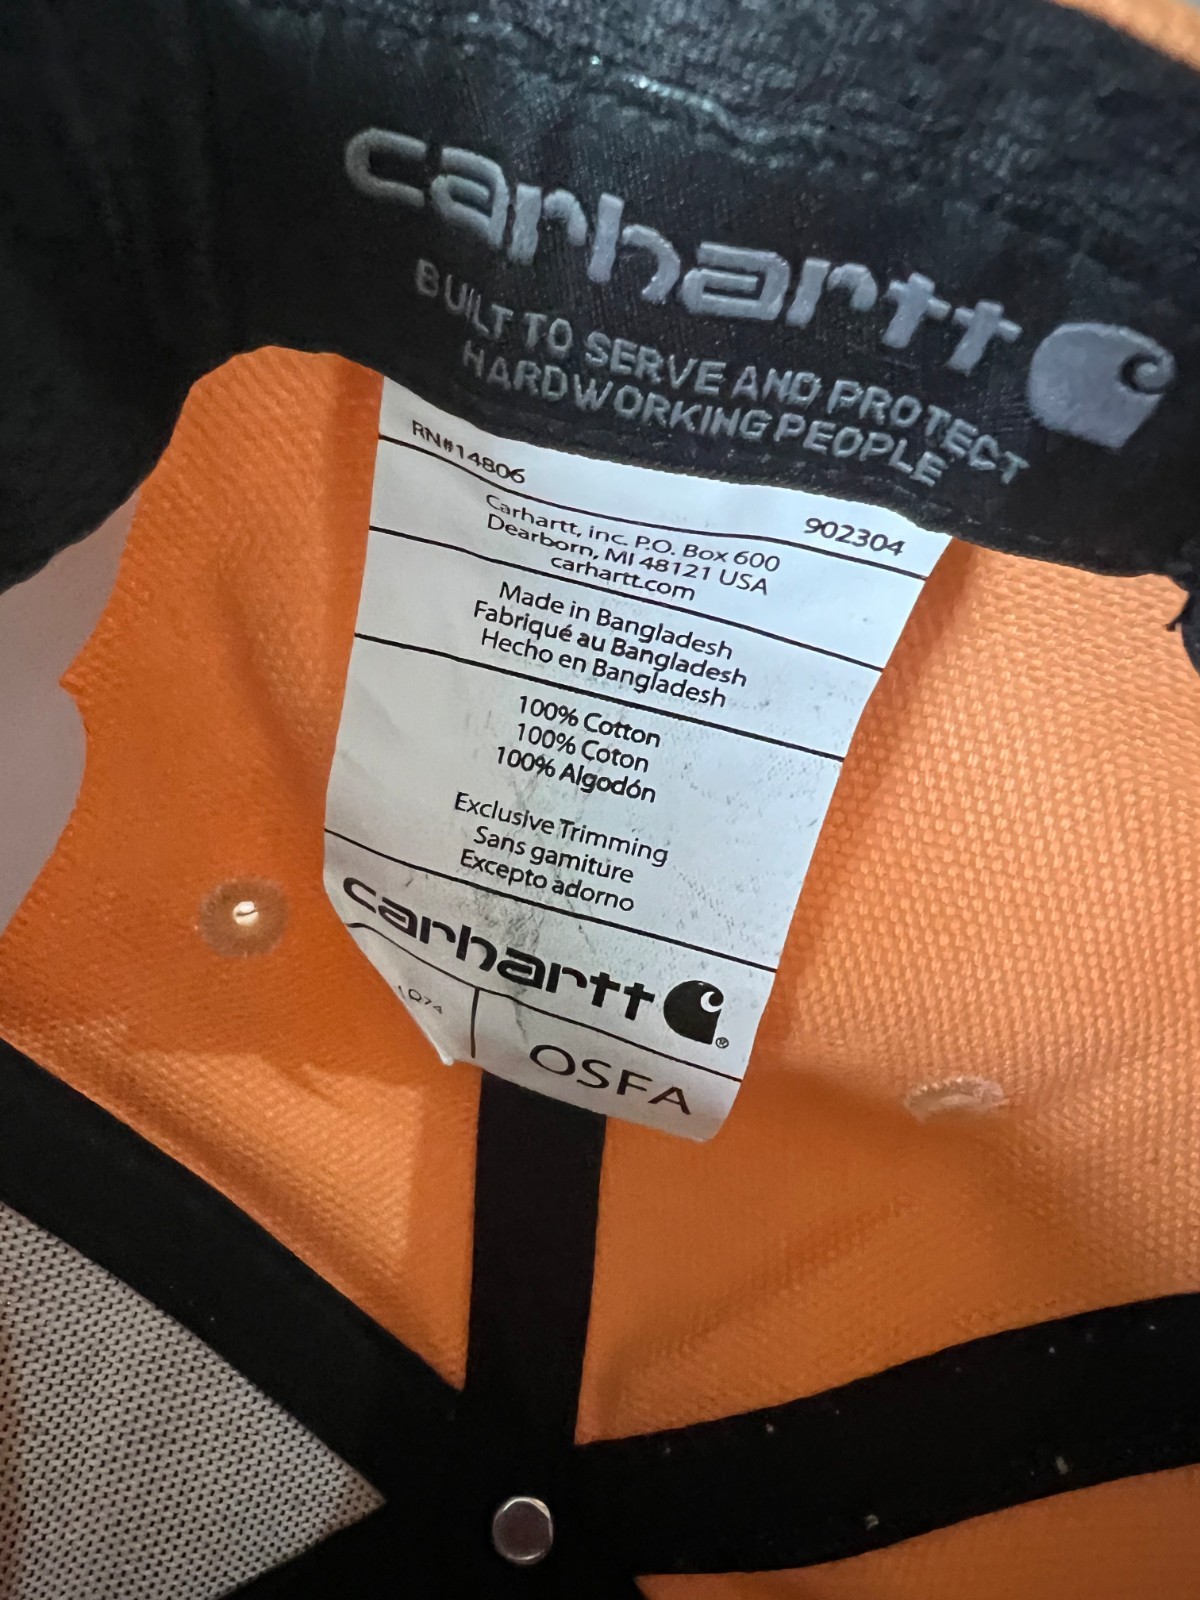 carhartt
BUILT TO SERVE AND PROTECT
HARDWORKING PEOPLE
RN#14806
902304
Carhartt, inc. P.O. Box 600
Dearborn, MI 48121 USA
carhartt.com
Made in Bangladesh
Fabriqué au Bangladesh
Hecho en Bangladesh
100% Cotton
100% Coton
100% Algodón
Exclusive Trimming
Sans garniture
Excepto adorno
carhartt ®
OSFA